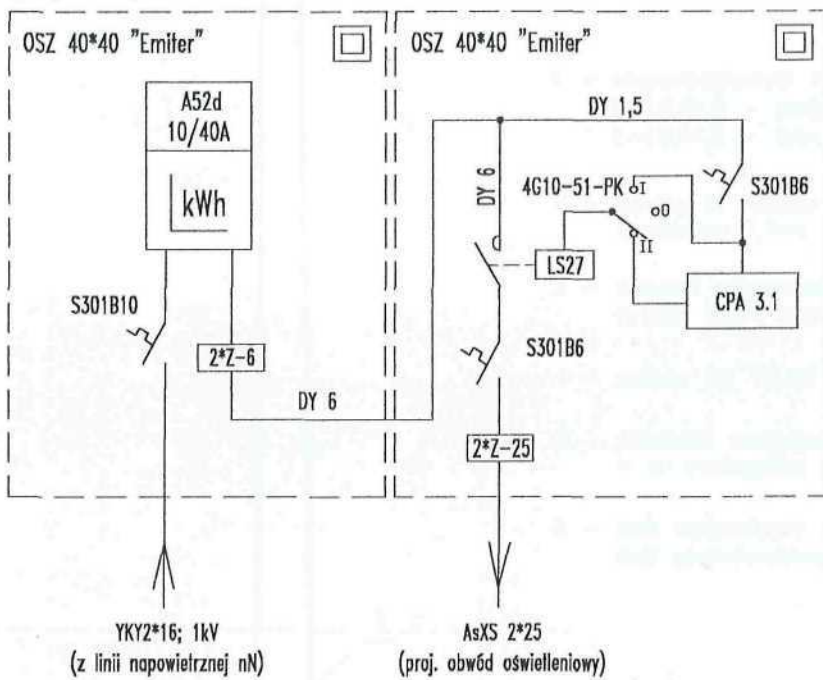 OSZ 40*40 "Emiter"
A52d
10/40A
kWh
S301B10
2*Z-6
DY 6
YKY2*16; 1kV
(z linii napowietrznej nN)
OSZ 40*40 "Emiter"
DY 1,5
DY 6
4G10-51-PK
I
0
II
S301B6
LS27
CPA 3.1
S301B6
2*Z-25
AsXS 2*25
(proj. obwód oświetleniowy)